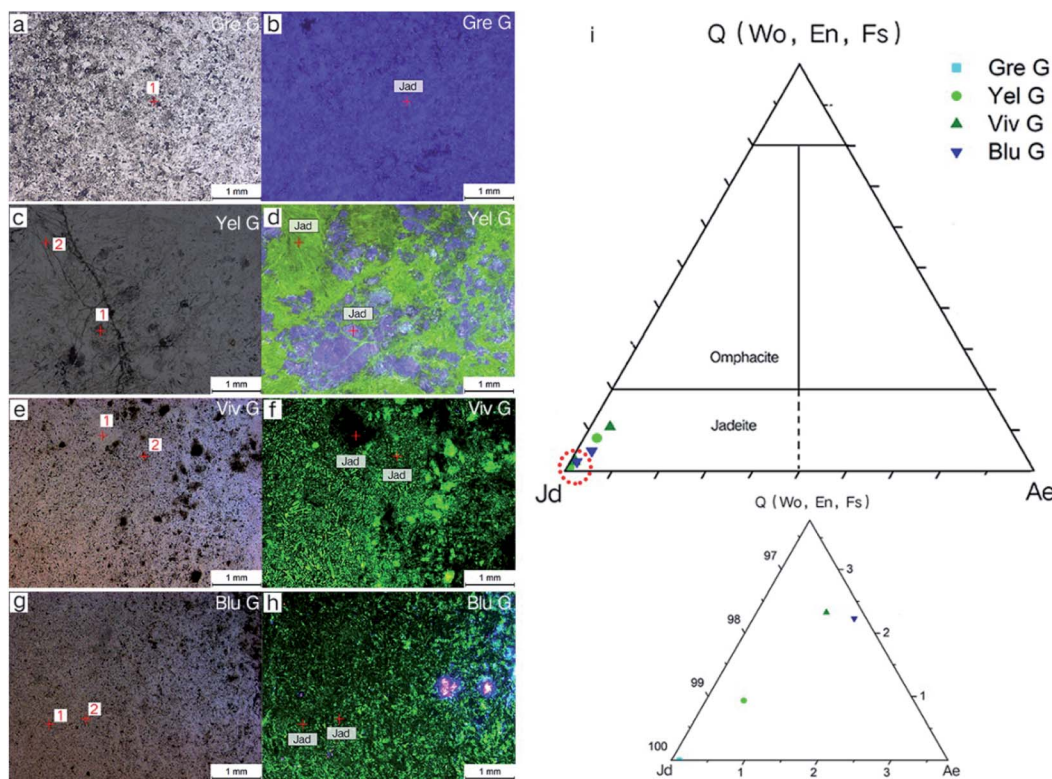 a
Gre G
1
1 mm
b
Gre G
Jad
1 mm
c
Yel G
2
1
1 mm
d
Yel G
Jad
Jad
1 mm
e
Viv G
1
2
1 mm
f
Viv G
Jad
Jad
1 mm
g
Blu G
1
2
1 mm
h
Blu G
Jad
Jad
1 mm
i
Q (Wo, En, Fs)
Gre G
Yel G
Viv G
Blu G
Omphacite
Jadeite
Jd
Ae
Q (Wo, En, Fs)
97
3
98
2
99
1
100
Jd
1
2
3
Ae